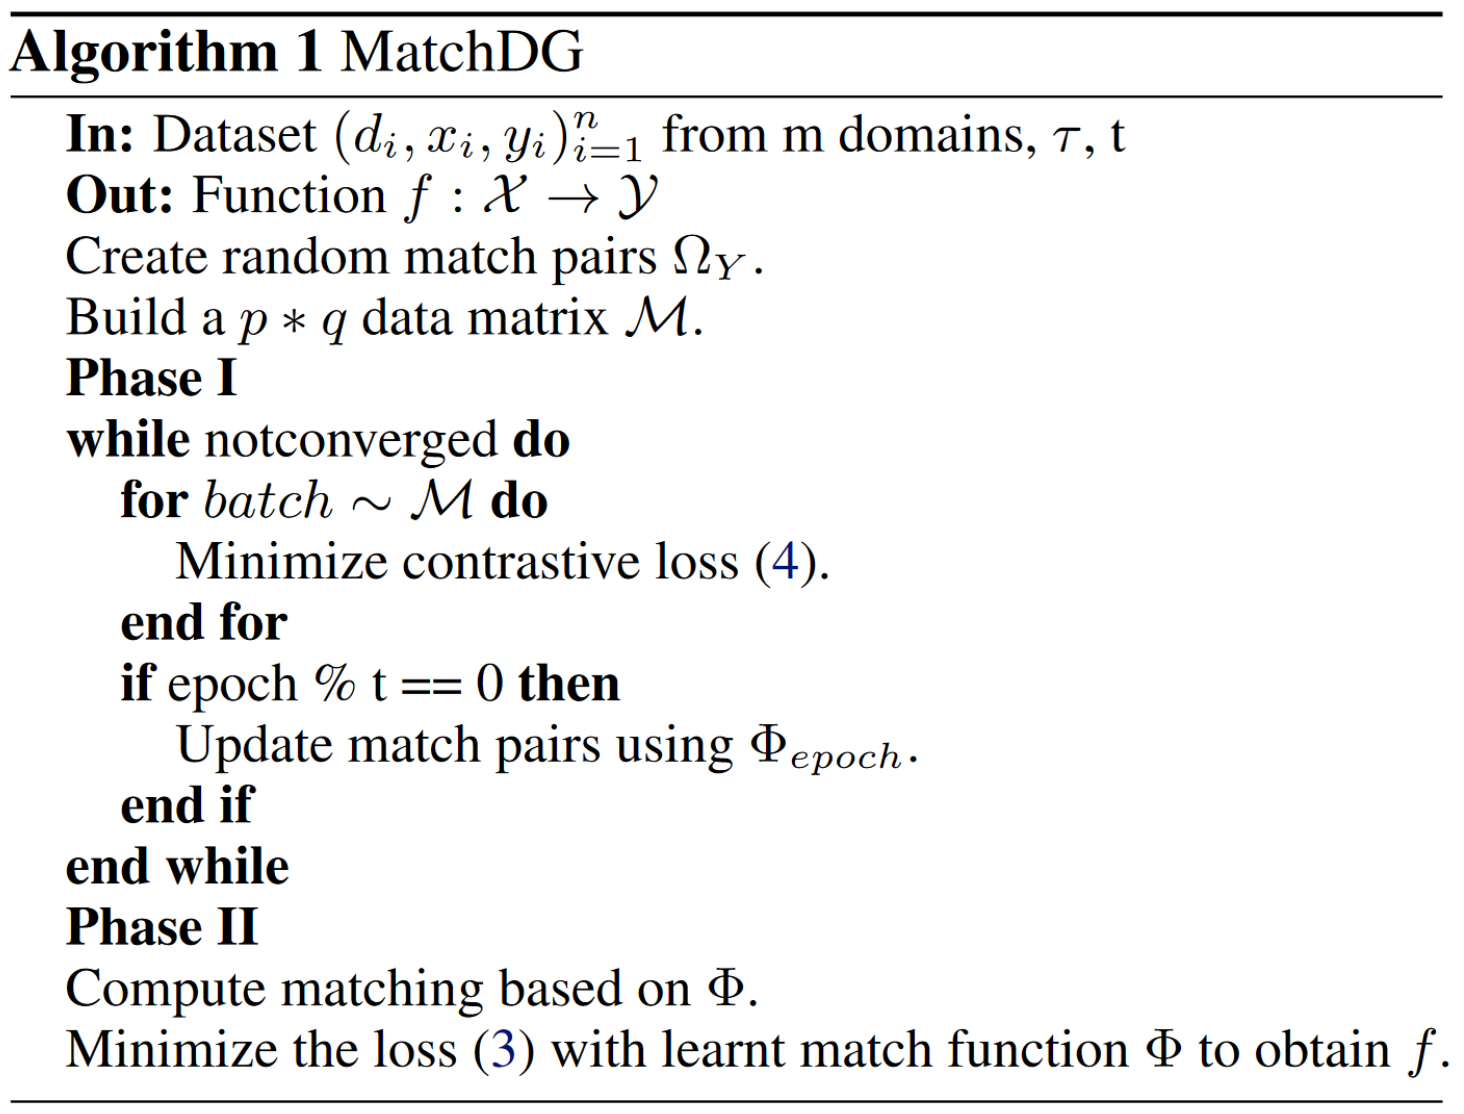 Algorithm 1 MatchDG
In: Dataset (d_i, x_i, y_i)_{i=1}^n from m domains, τ, t
Out: Function f : 𝒳 → 𝒴
Create random match pairs Ω_Y.
Build a p ∗ q data matrix ℳ.
Phase I
while notconverged do
for batch ∼ ℳ do
Minimize contrastive loss (4).
end for
if epoch % t == 0 then
Update match pairs using Φ_{epoch}.
end if
end while
Phase II
Compute matching based on Φ.
Minimize the loss (3) with learnt match function Φ to obtain f.